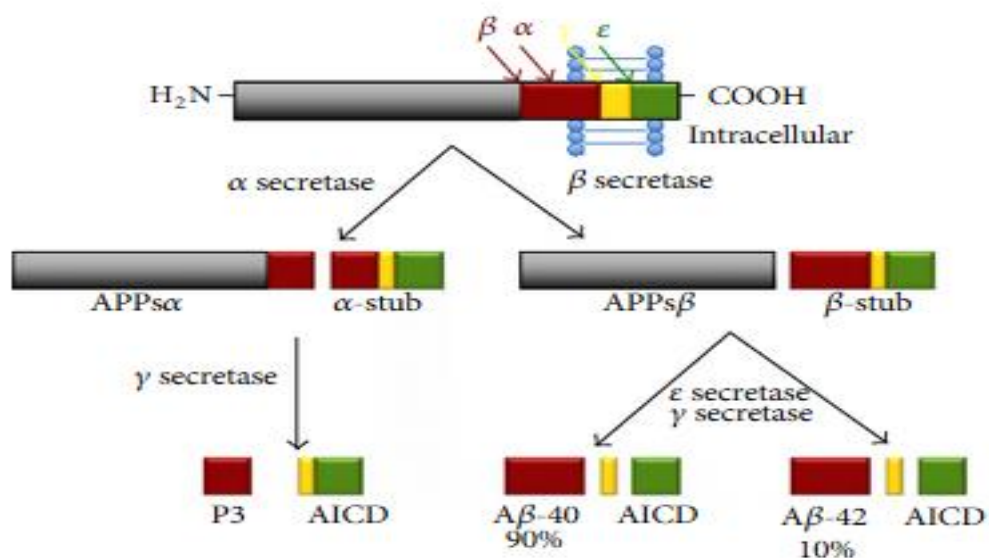 β α γ ε
H₂N
COOH
Intracellular
α secretase
β secretase
APPsα
α-stub
APPsβ
β-stub
γ secretase
ε secretase
γ secretase
P3
AICD
Aβ-40
90%
AICD
Aβ-42
10%
AICD